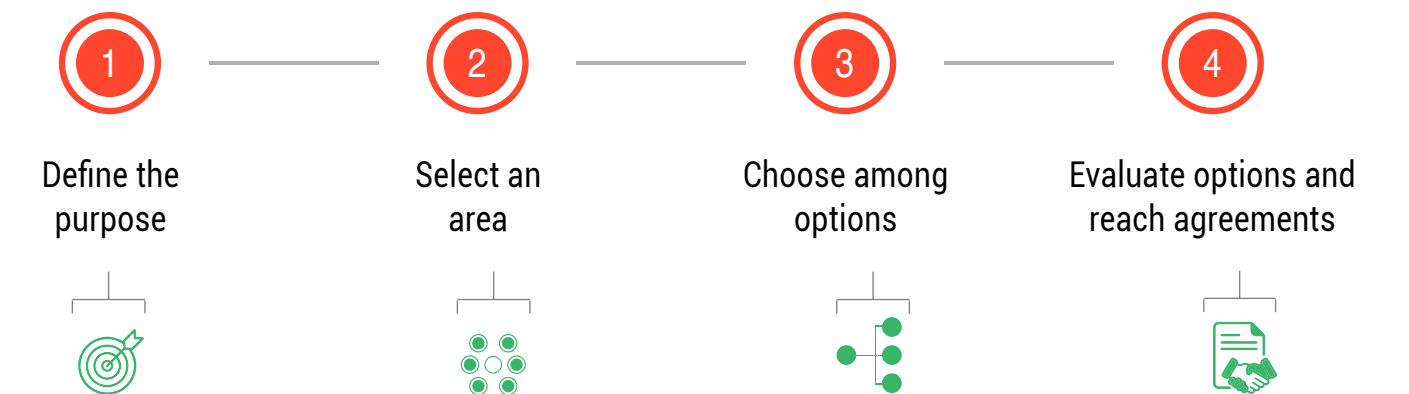 1
2
3
4
Define the
purpose
Select an
area
Choose among
options
Evaluate options and
reach agreements